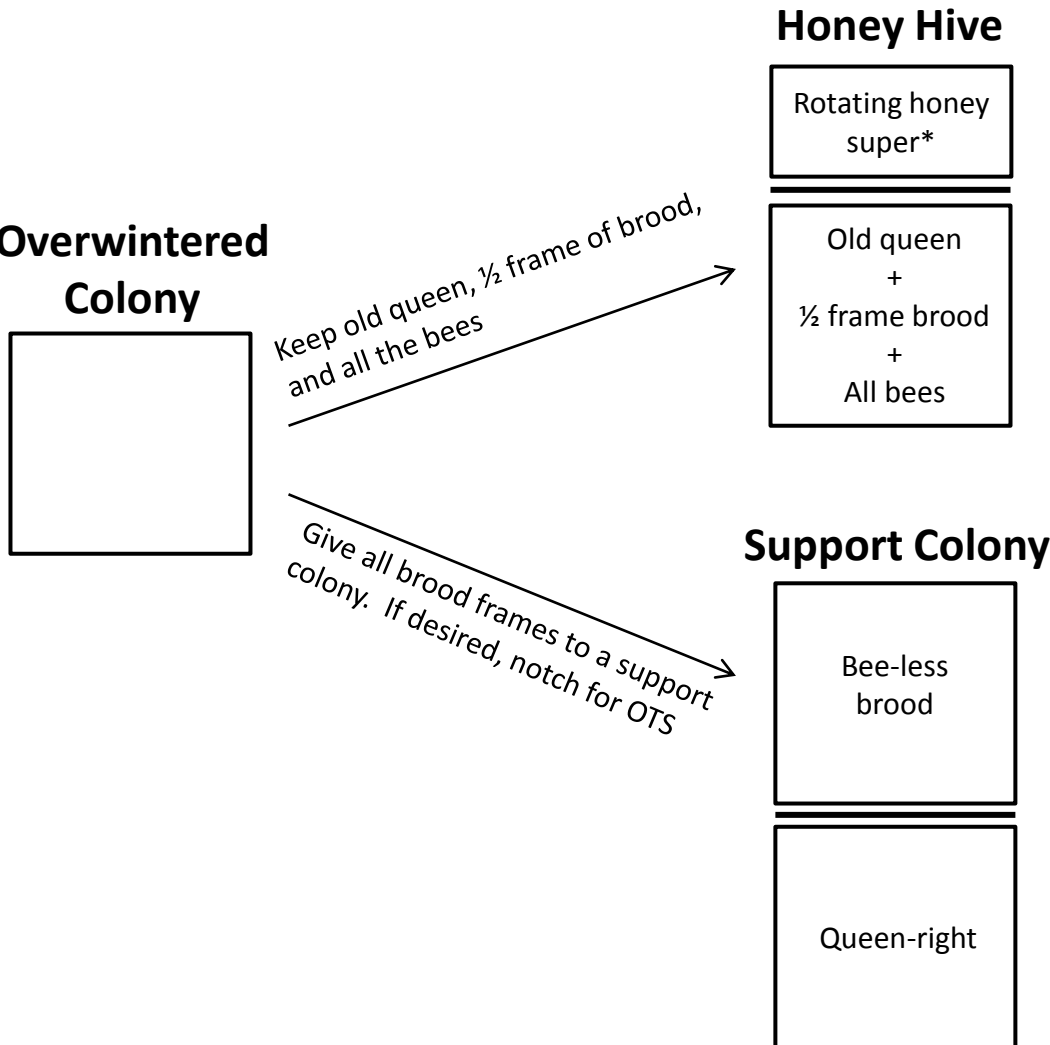 Honey Hive
Rotating honey
super*
Old queen
+
½ frame brood
+
All bees
Overwintered
Colony
Keep old queen, ½ frame of brood,
and all the bees
Give all brood frames to a support
colony.  If desired, notch for OTS
Support Colony
Bee-less
brood
Queen-right